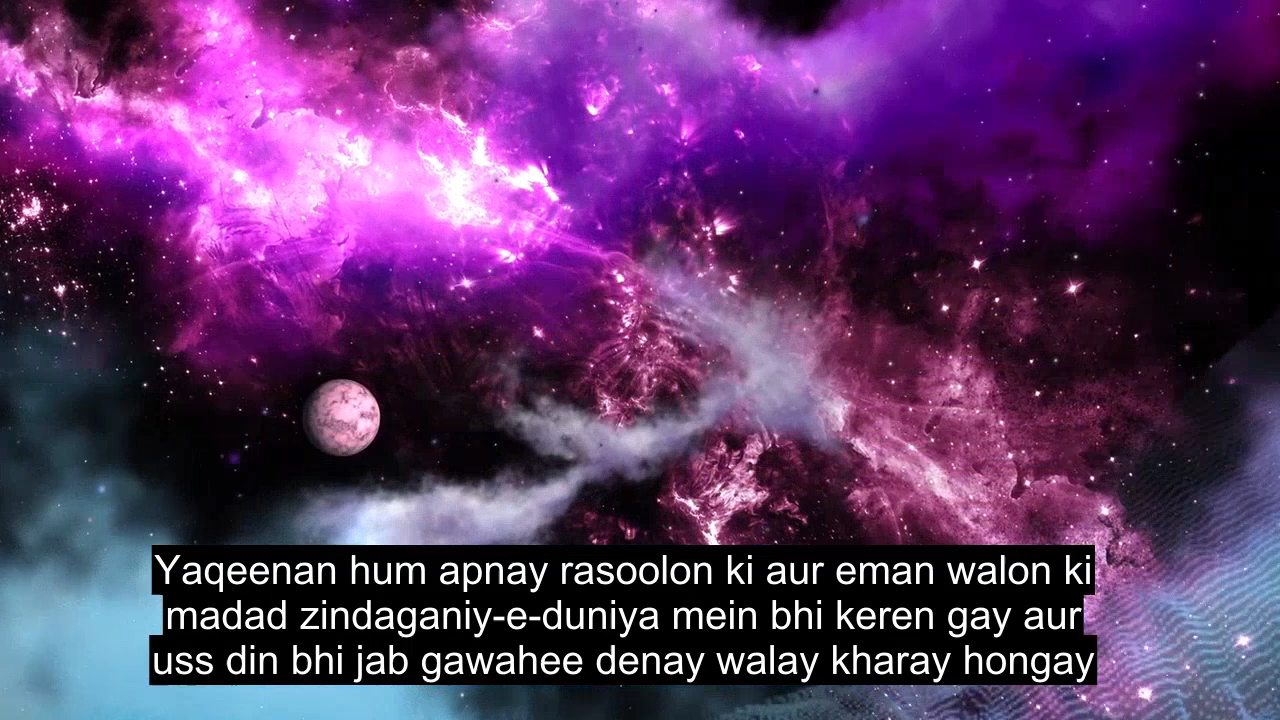 Yaqeenan hum apnay rasoolon ki aur eman walon ki
madad zindaganiy-e-duniya mein bhi keren gay aur
uss din bhi jab gawahee denay walay kharay hongay